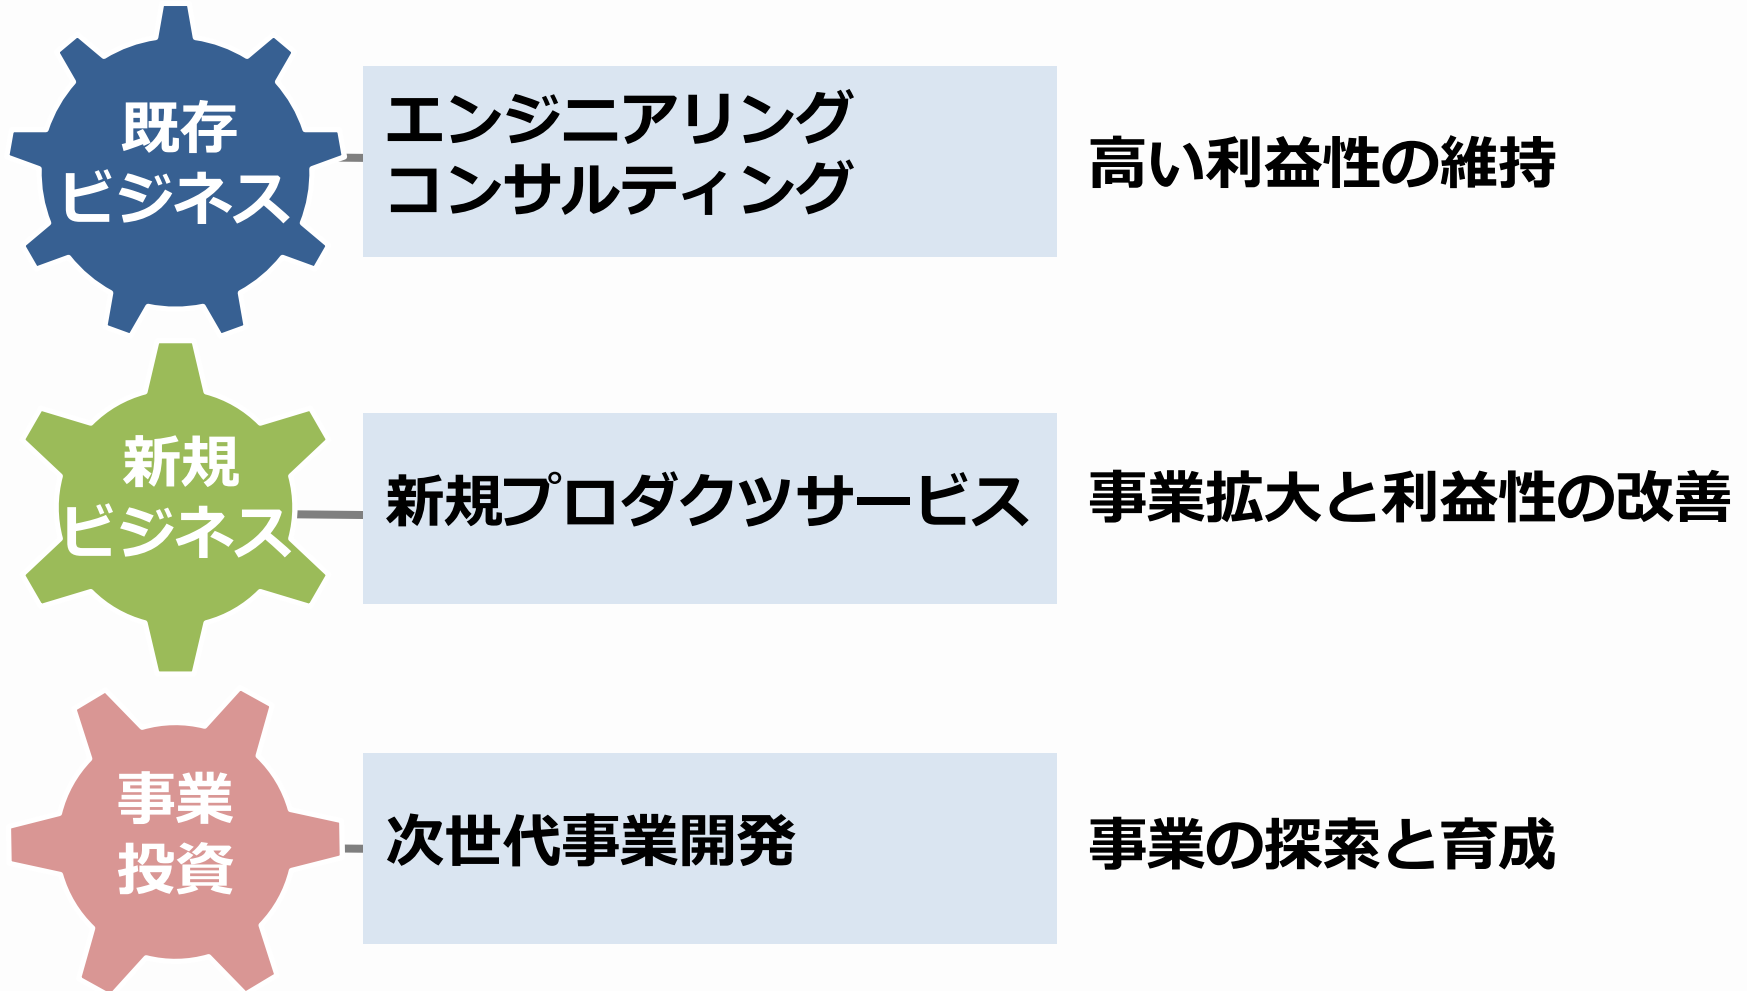 既存
ビジネス
エンジニアリング
コンサルティング
高い利益性の維持
新規
ビジネス
新規プロダクツサービス
事業拡大と利益性の改善
事業
投資
次世代事業開発
事業の探索と育成